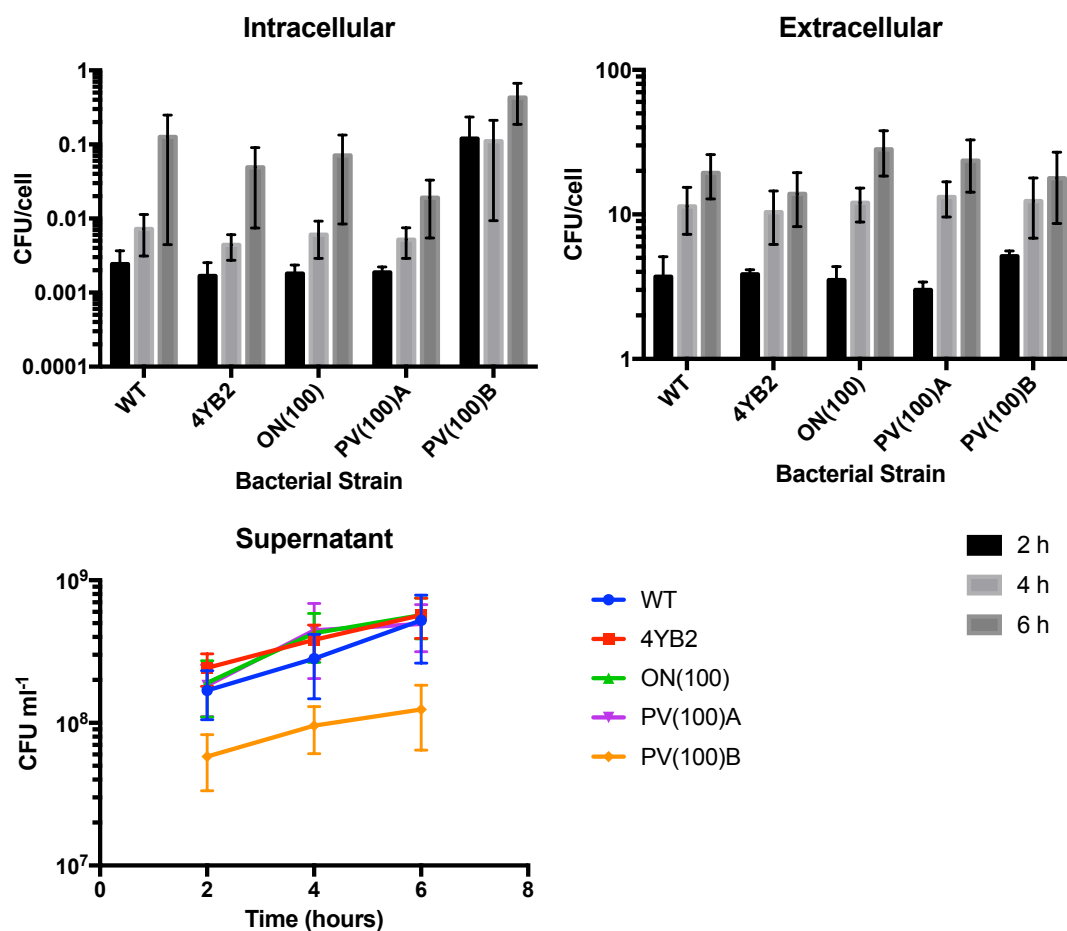 Intracellular
CFU/cell
1
0.1
0.01
0.001
0.0001
WT
4YB2
ON(100)
PV(100)A
PV(100)B
Bacterial Strain
Extracellular
CFU/cell
100
10
1
WT
4YB2
ON(100)
PV(100)A
PV(100)B
Bacterial Strain
Supernatant
CFU ml-1
10⁹
10⁸
10⁷
0
2
4
6
8
Time (hours)
WT
4YB2
ON(100)
PV(100)A
PV(100)B
2 h
4 h
6 h